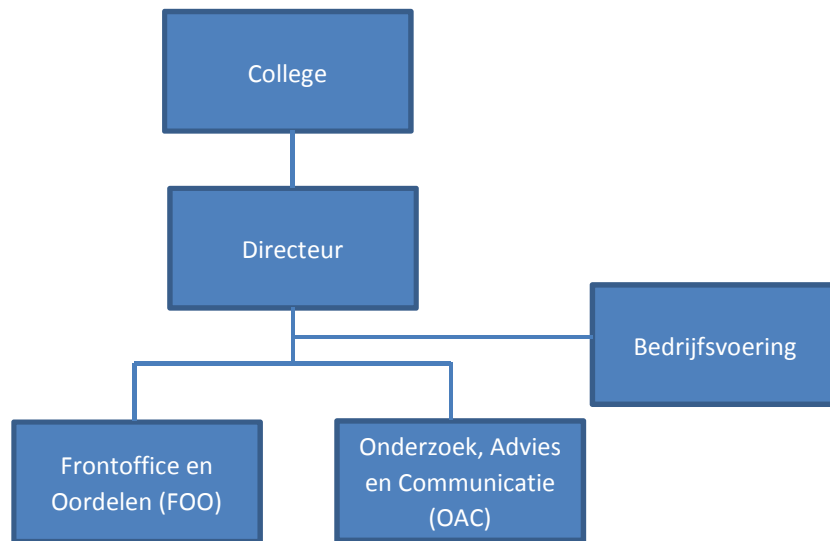 College
Directeur
Bedrijfsvoering
Frontoffice en
Oordelen (FOO)
Onderzoek, Advies
en Communicatie
(OAC)